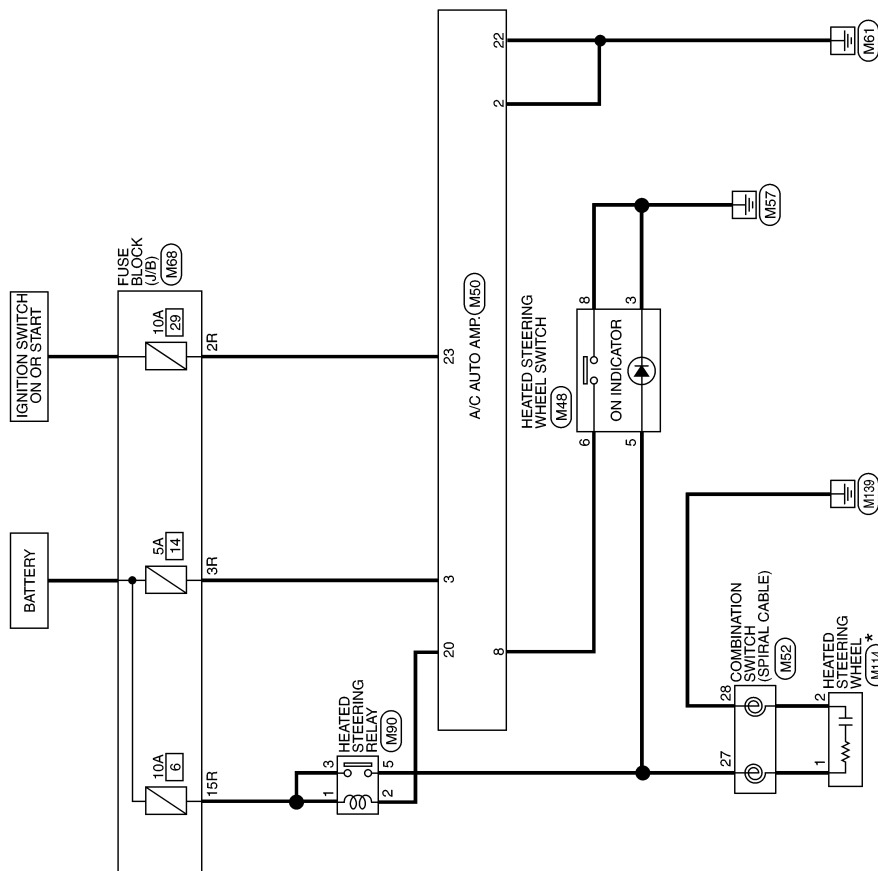 IGNITION SWITCH
ON OR START
BATTERY
FUSE
BLOCK
(J/B)
M68
10A
29
2R
5A
14
3R
10A
6
15R
HEATED
STEERING
RELAY
M90
3
5
1
2
22
2
23
3
20
8
A/C AUTO AMP.
M50
HEATED STEERING
WHEEL SWITCH
M48
ON INDICATOR
8
3
6
5
M61
M57
M139
COMBINATION
SWITCH
(SPIRAL CABLE)
M52
28
27
HEATED
STEERING
WHEEL
M114
*
2
1